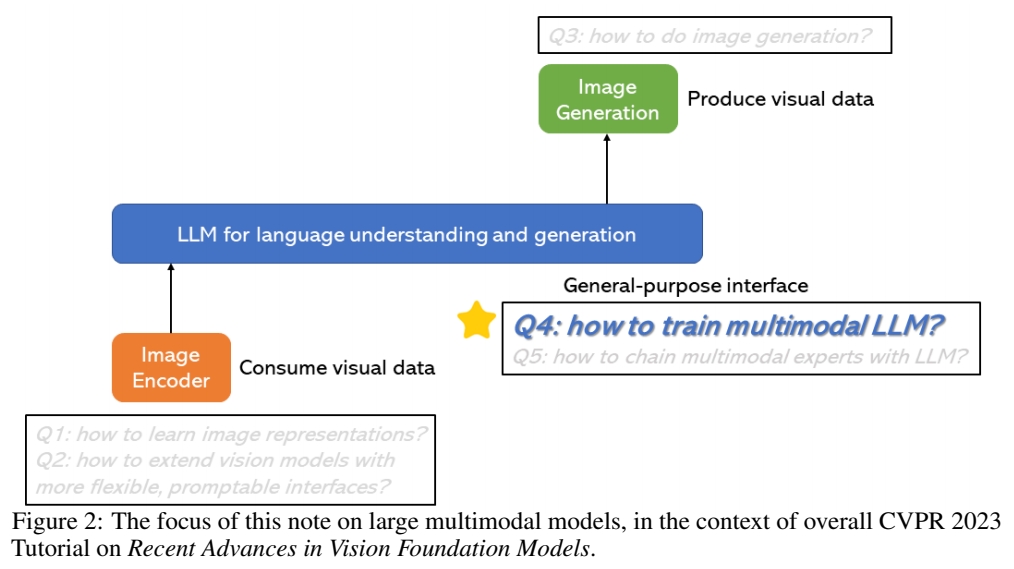 Q3: how to do image generation?
Image
Generation
Produce visual data
LLM for language understanding and generation
General-purpose interface
Q4: how to train multimodal LLM?
Q5: how to chain multimodal experts with LLM?
Image
Encoder
Consume visual data
Q1: how to learn image representations?
Q2: how to extend vision models with
more flexible, promptable interfaces?
Figure 2: The focus of this note on large multimodal models, in the context of overall CVPR 2023
Tutorial on Recent Advances in Vision Foundation Models.